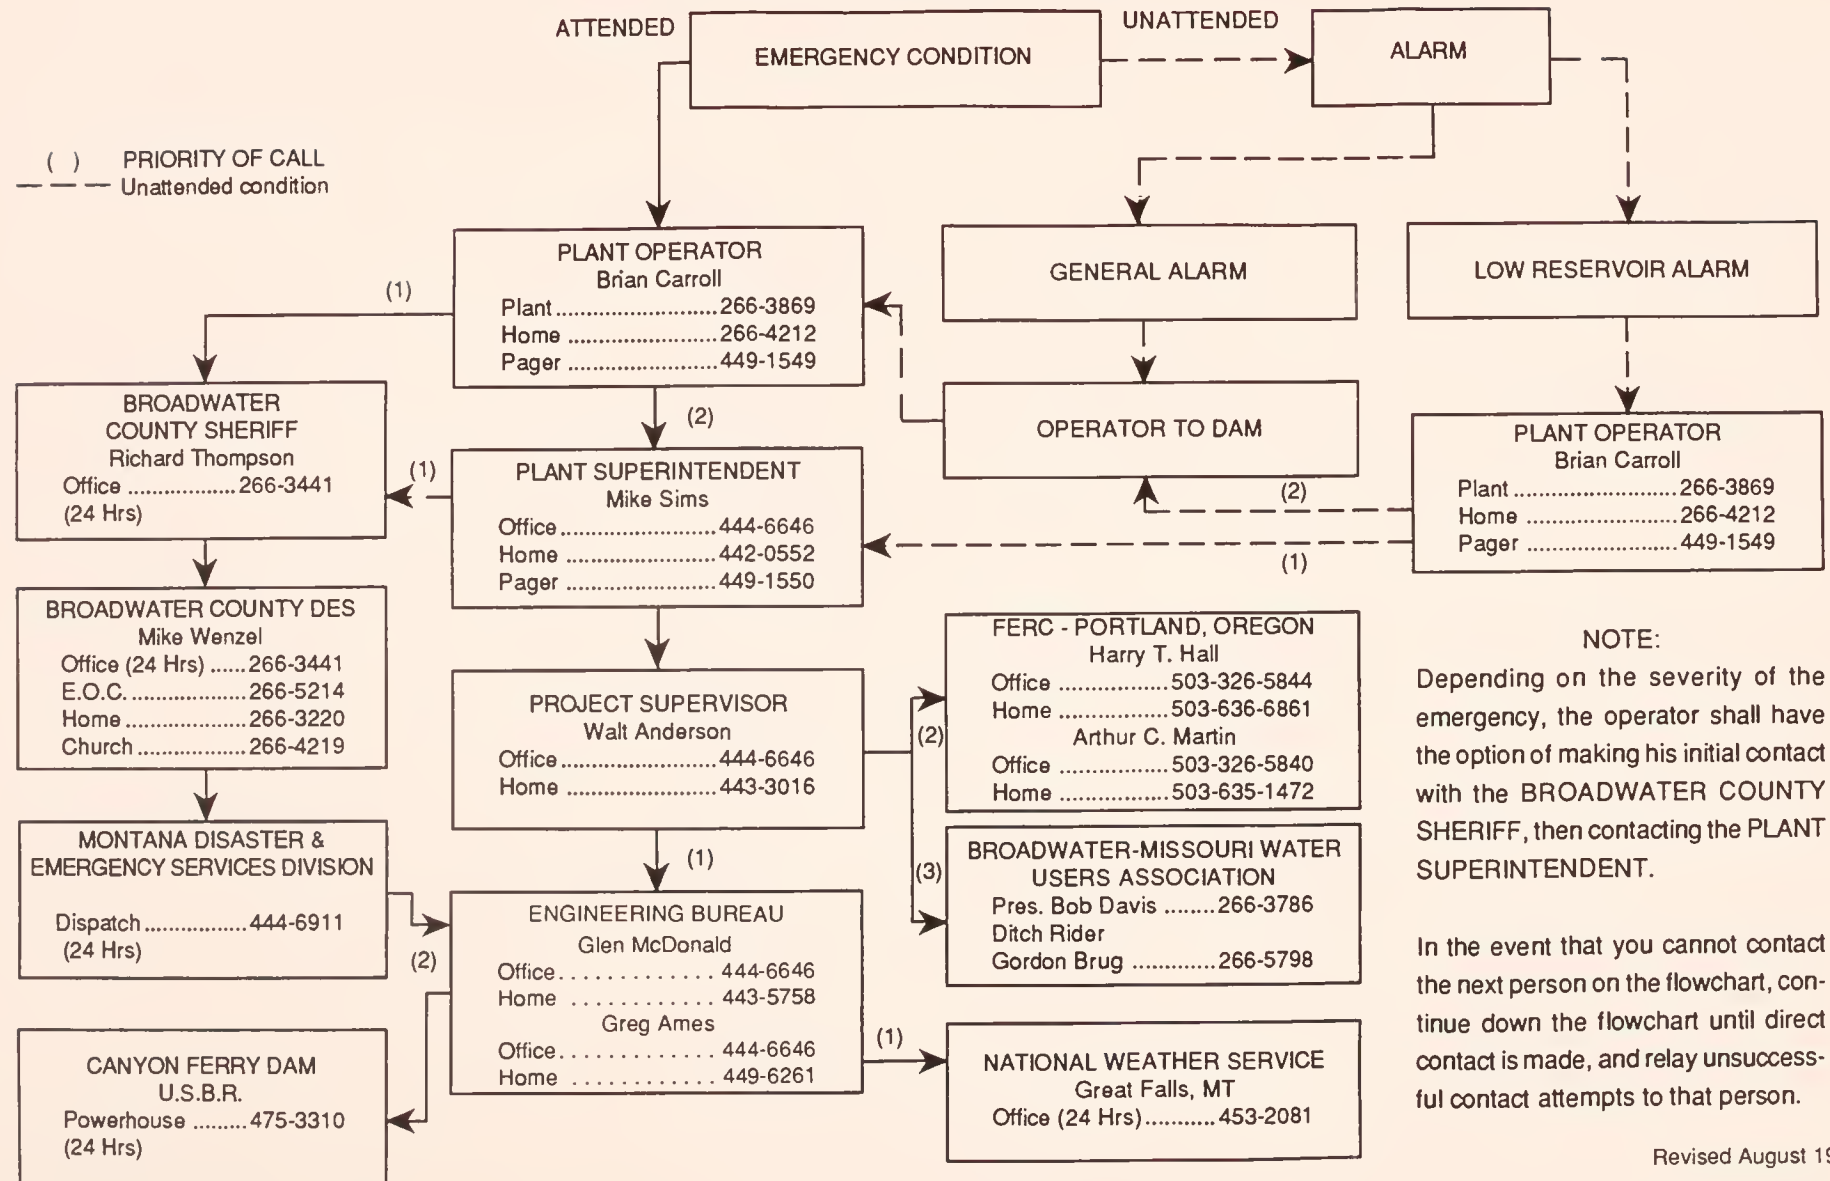 ATTENDED
UNATTENDED
EMERGENCY CONDITION
ALARM
( ) PRIORITY OF CALL
— — — Unattended condition
PLANT OPERATOR
Brian Carroll
Plant ........................ 266-3869
Home ...................... 266-4212
Pager ...................... 449-1549
GENERAL ALARM
LOW RESERVOIR ALARM
(1)
(2)
BROADWATER
COUNTY SHERIFF
Richard Thompson
Office .................. 266-3441
(24 Hrs)
(1)
PLANT SUPERINTENDENT
Mike Sims
Office ....................... 444-6646
Home ...................... 442-0552
Pager ...................... 449-1550
OPERATOR TO DAM
(2)
(1)
PLANT OPERATOR
Brian Carroll
Plant ........................ 266-3869
Home ...................... 266-4212
Pager ...................... 449-1549
BROADWATER COUNTY DES
Mike Wenzel
Office (24 Hrs) ...... 266-3441
E.O.C. ................. 266-5214
Home .................. 266-3220
Church ................ 266-4219
PROJECT SUPERVISOR
Walt Anderson
Office ....................... 444-6646
Home ...................... 443-3016
(2)
(3)
(1)
FERC - PORTLAND, OREGON
Harry T. Hall
Office ................ 503-326-5844
Home ................ 503-636-6861
Arthur C. Martin
Office ................ 503-326-5840
Home ................ 503-635-1472
BROADWATER-MISSOURI WATER
USERS ASSOCIATION
Pres. Bob Davis ........ 266-3786
Ditch Rider
Gordon Brug ............ 266-5798
MONTANA DISASTER &
EMERGENCY SERVICES DIVISION
Dispatch ................. 444-6911
(24 Hrs)
(2)
ENGINEERING BUREAU
Glen McDonald
Office . . . . . . . . . . . . . 444-6646
Home . . . . . . . . . . . . 443-5758
Greg Ames
Office . . . . . . . . . . . . . 444-6646
Home . . . . . . . . . . . . 449-6261
(1)
CANYON FERRY DAM
U.S.B.R.
Powerhouse ......... 475-3310
(24 Hrs)
NATIONAL WEATHER SERVICE
Great Falls, MT
Office (24 Hrs) ........... 453-2081
NOTE:
Depending on the severity of the
emergency, the operator shall have
the option of making his initial contact
with the BROADWATER COUNTY
SHERIFF, then contacting the PLANT
SUPERINTENDENT.
In the event that you cannot contact
the next person on the flowchart, con-
tinue down the flowchart until direct
contact is made, and relay unsuccess-
ful contact attempts to that person.
Revised August 19